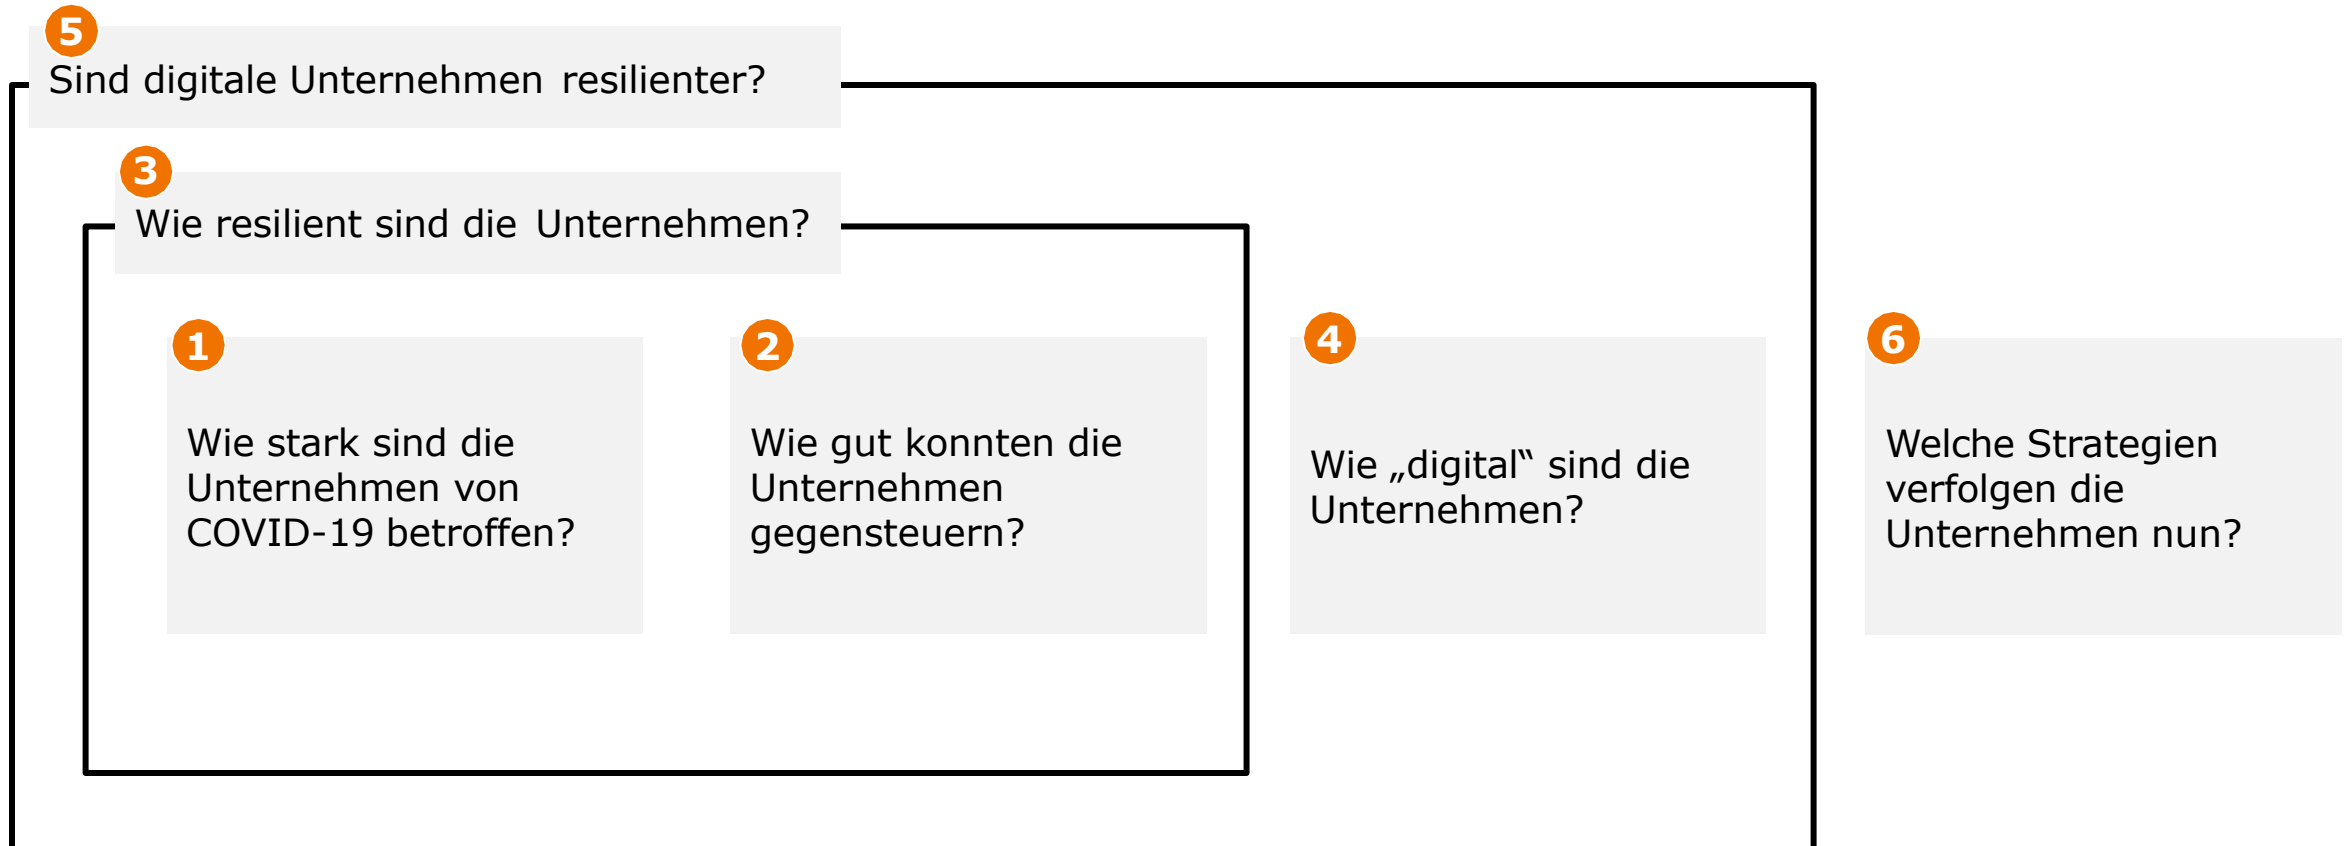 5
Sind digitale Unternehmen resilienter?
3
Wie resilient sind die Unternehmen?
1
Wie stark sind die
Unternehmen von
COVID-19 betroffen?
2
Wie gut konnten die
Unternehmen
gegensteuern?
4
Wie „digital“ sind die
Unternehmen?
6
Welche Strategien
verfolgen die
Unternehmen nun?